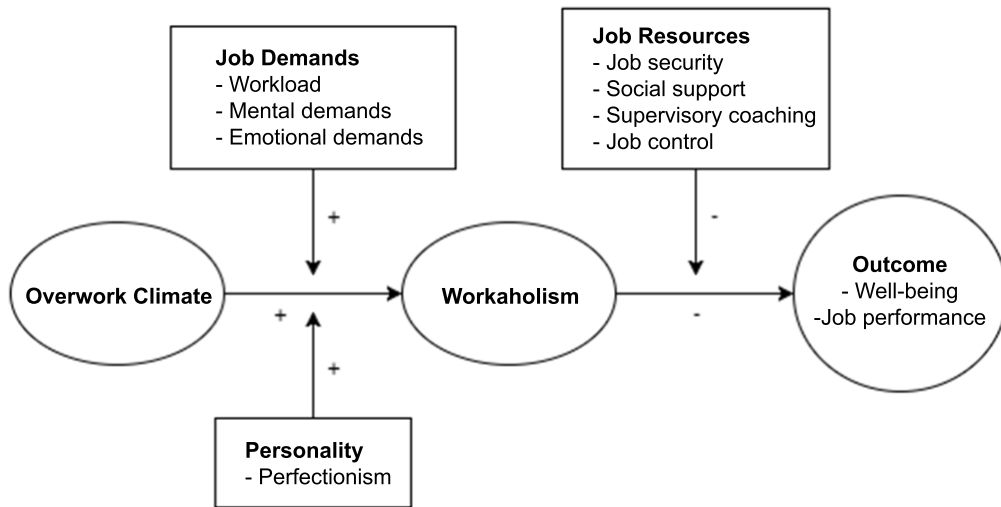 Job Demands
- Workload
- Mental demands
- Emotional demands
Job Resources
- Job security
- Social support
- Supervisory coaching
- Job control
+
-
Overwork Climate
+
Workaholism
-
Outcome
- Well-being
-Job performance
+
Personality
- Perfectionism